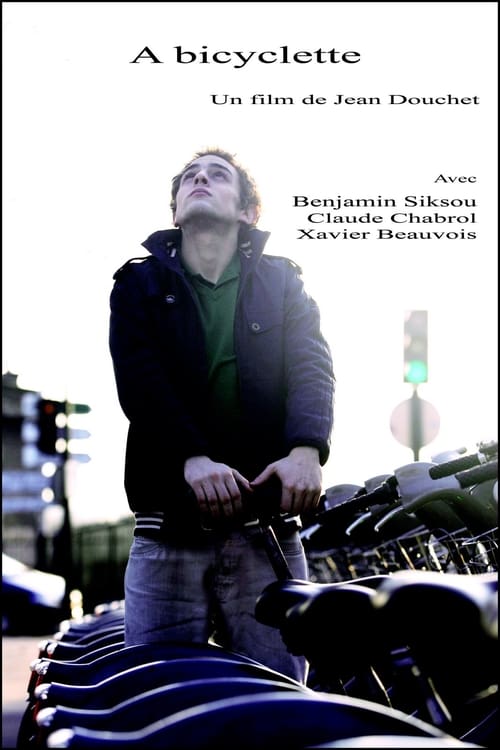 A bicyclette
Un film de Jean Douchet
Avec
Benjamin Siksou
Claude Chabrol
Xavier Beauvois